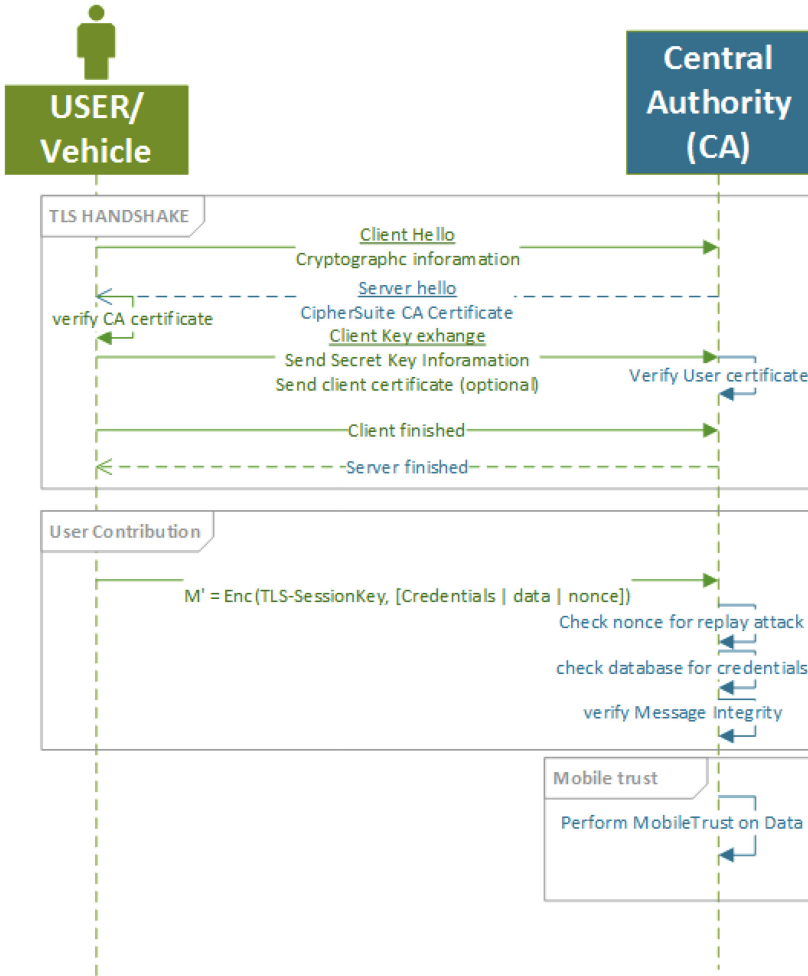 USER/
Vehicle
Central
Authority
(CA)
TLS HANDSHAKE
Client Hello
Cryptographc inforamation
Server hello
CipherSuite CA Certificate
verify CA certificate
Client Key exhange
Send Secret Key Inforamation
Send client certificate (optional)
Verify User certificate
Client finished
Server finished
User Contribution
M' = Enc(TLS-SessionKey, [Credentials | data | nonce])
Check nonce for replay attack
check database for credentials
verify Message Integrity
Mobile trust
Perform MobileTrust on Data